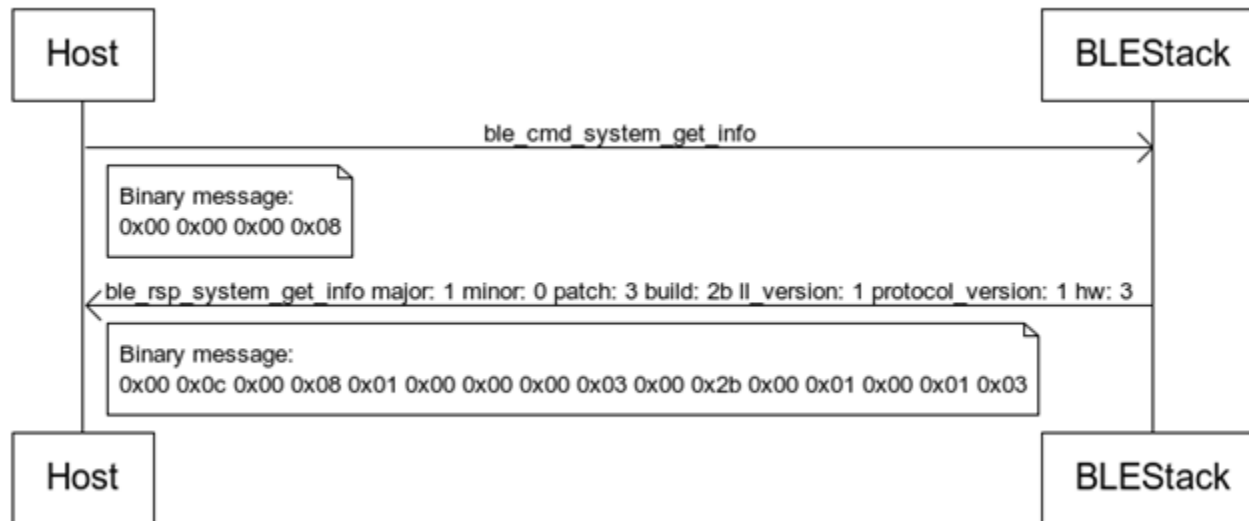 Host
BLEStack
ble_cmd_system_get_info
Binary message:
0x00 0x00 0x00 0x08
ble_rsp_system_get_info major: 1 minor: 0 patch: 3 build: 2b ll_version: 1 protocol_version: 1 hw: 3
Binary message:
0x00 0x0c 0x00 0x08 0x01 0x00 0x00 0x00 0x03 0x00 0x2b 0x00 0x01 0x00 0x01 0x03
Host
BLEStack